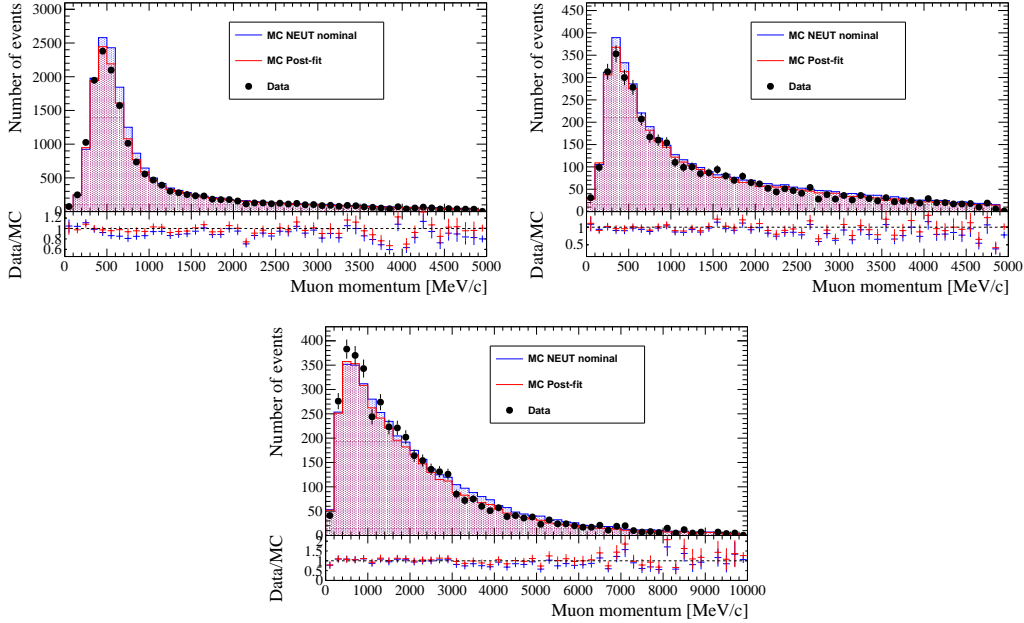 Number of events
3000
2500
2000
1500
1000
500
MC NEUT nominal
MC Post-fit
Data
Data/MC
1.2
1
0.8
0.6
0 500 1000 1500 2000 2500 3000 3500 4000 4500 5000
Muon momentum [MeV/c]
Number of events
450
400
350
300
250
200
150
100
50
0
MC NEUT nominal
MC Post-fit
Data
Data/MC
1
0.5
0 500 1000 1500 2000 2500 3000 3500 4000 4500 5000
Muon momentum [MeV/c]
Number of events
400
350
300
250
200
150
100
50
0
MC NEUT nominal
MC Post-fit
Data
Data/MC
2
1.5
1
0.5
0
0 1000 2000 3000 4000 5000 6000 7000 8000 9000 10000
Muon momentum [MeV/c]